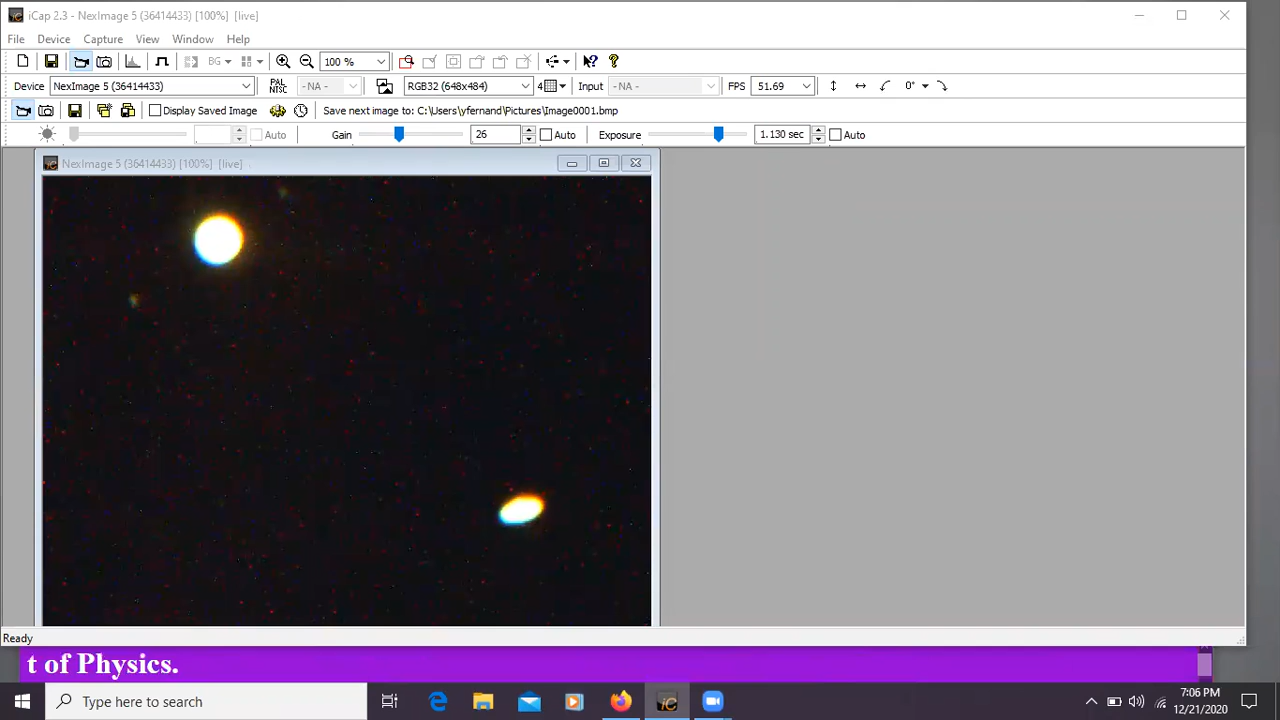 iCap 2.3 - NexImage 5 (36414433) [100%] [live]
File Device Capture View Window Help
BG 100 %
Device NexImage 5 (36414433) PAL NTSC - NA - RGB32 (648x484) 4 Input - NA - FPS 51.69 0°
Display Saved Image Save next image to: C:\Users\yfernand\Pictures\Image0001.bmp
Auto Gain 26 Auto Exposure 1.130 sec Auto
NexImage 5 (36414433) [100%] [live]
Ready
t of Physics.
Type here to search
7:06 PM
12/21/2020